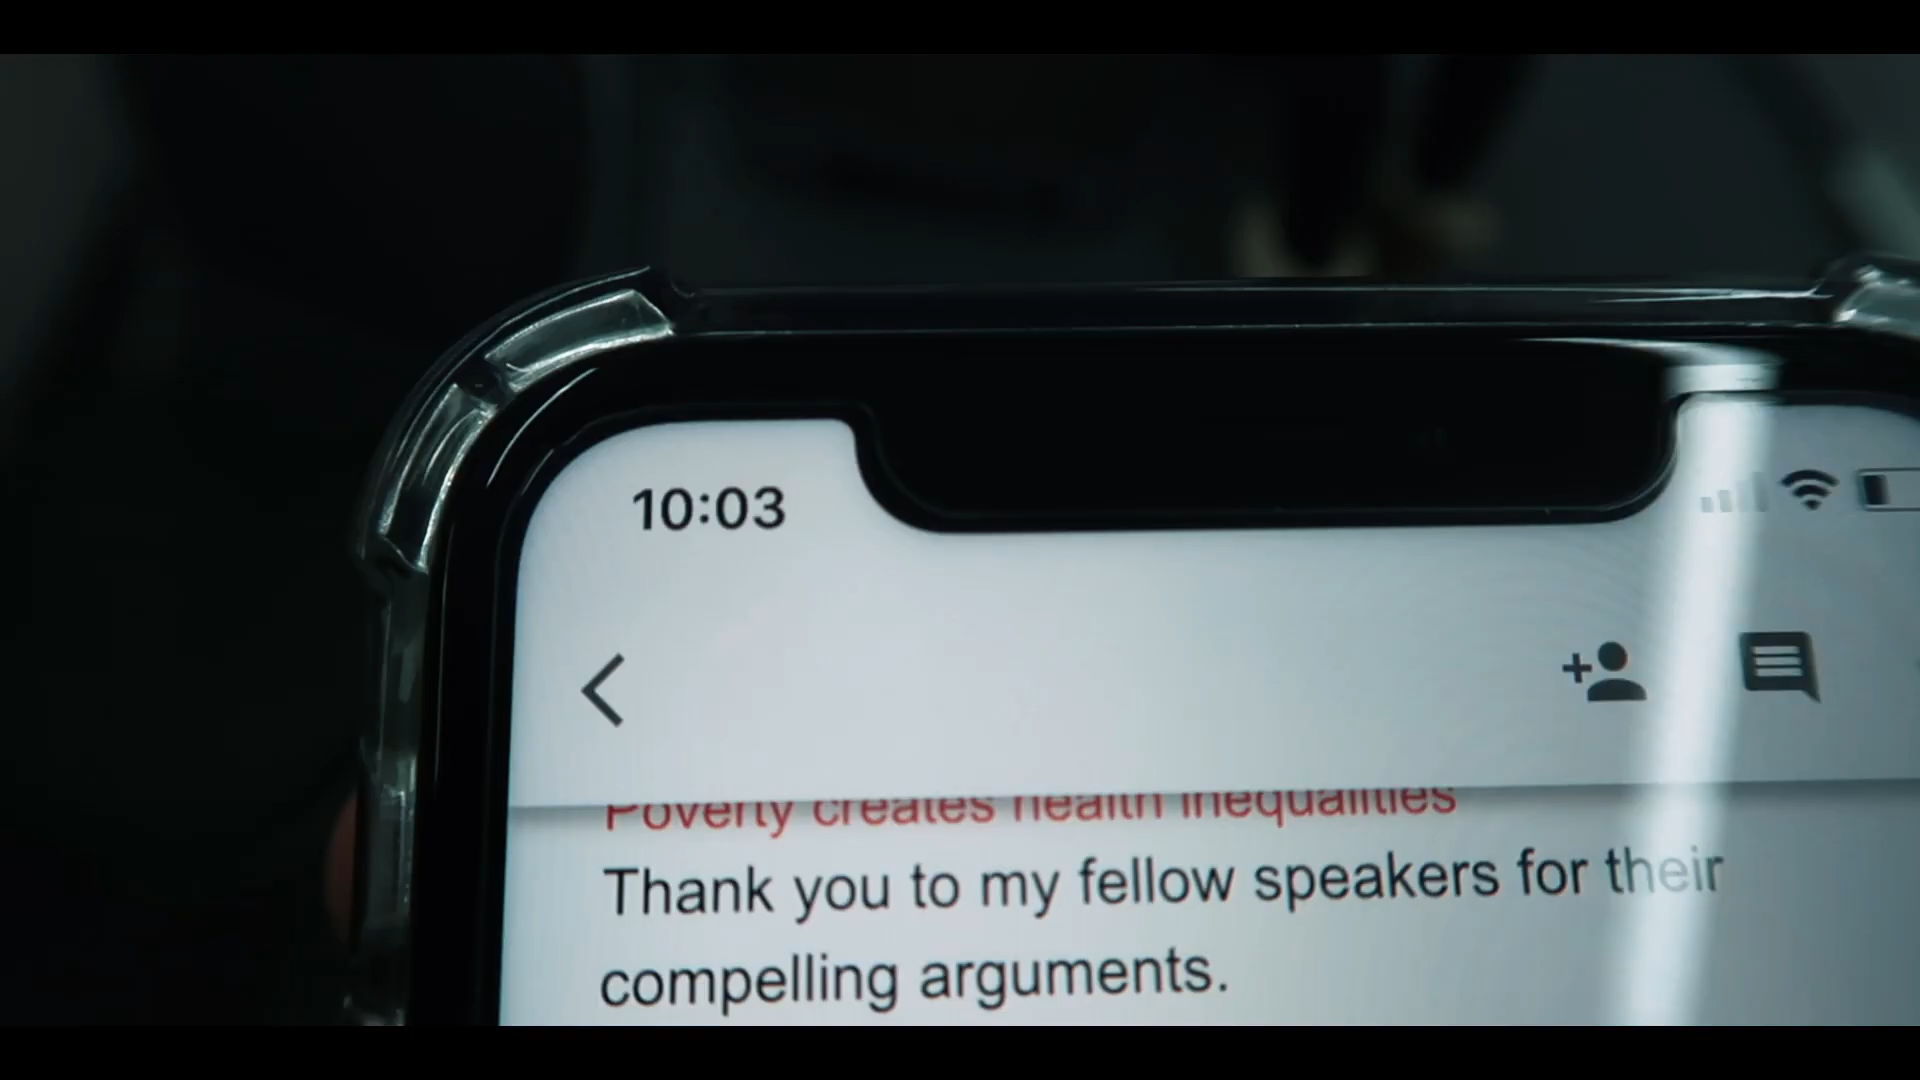 10:03
Poverty creates health inequalities
Thank you to my fellow speakers for their
compelling arguments.